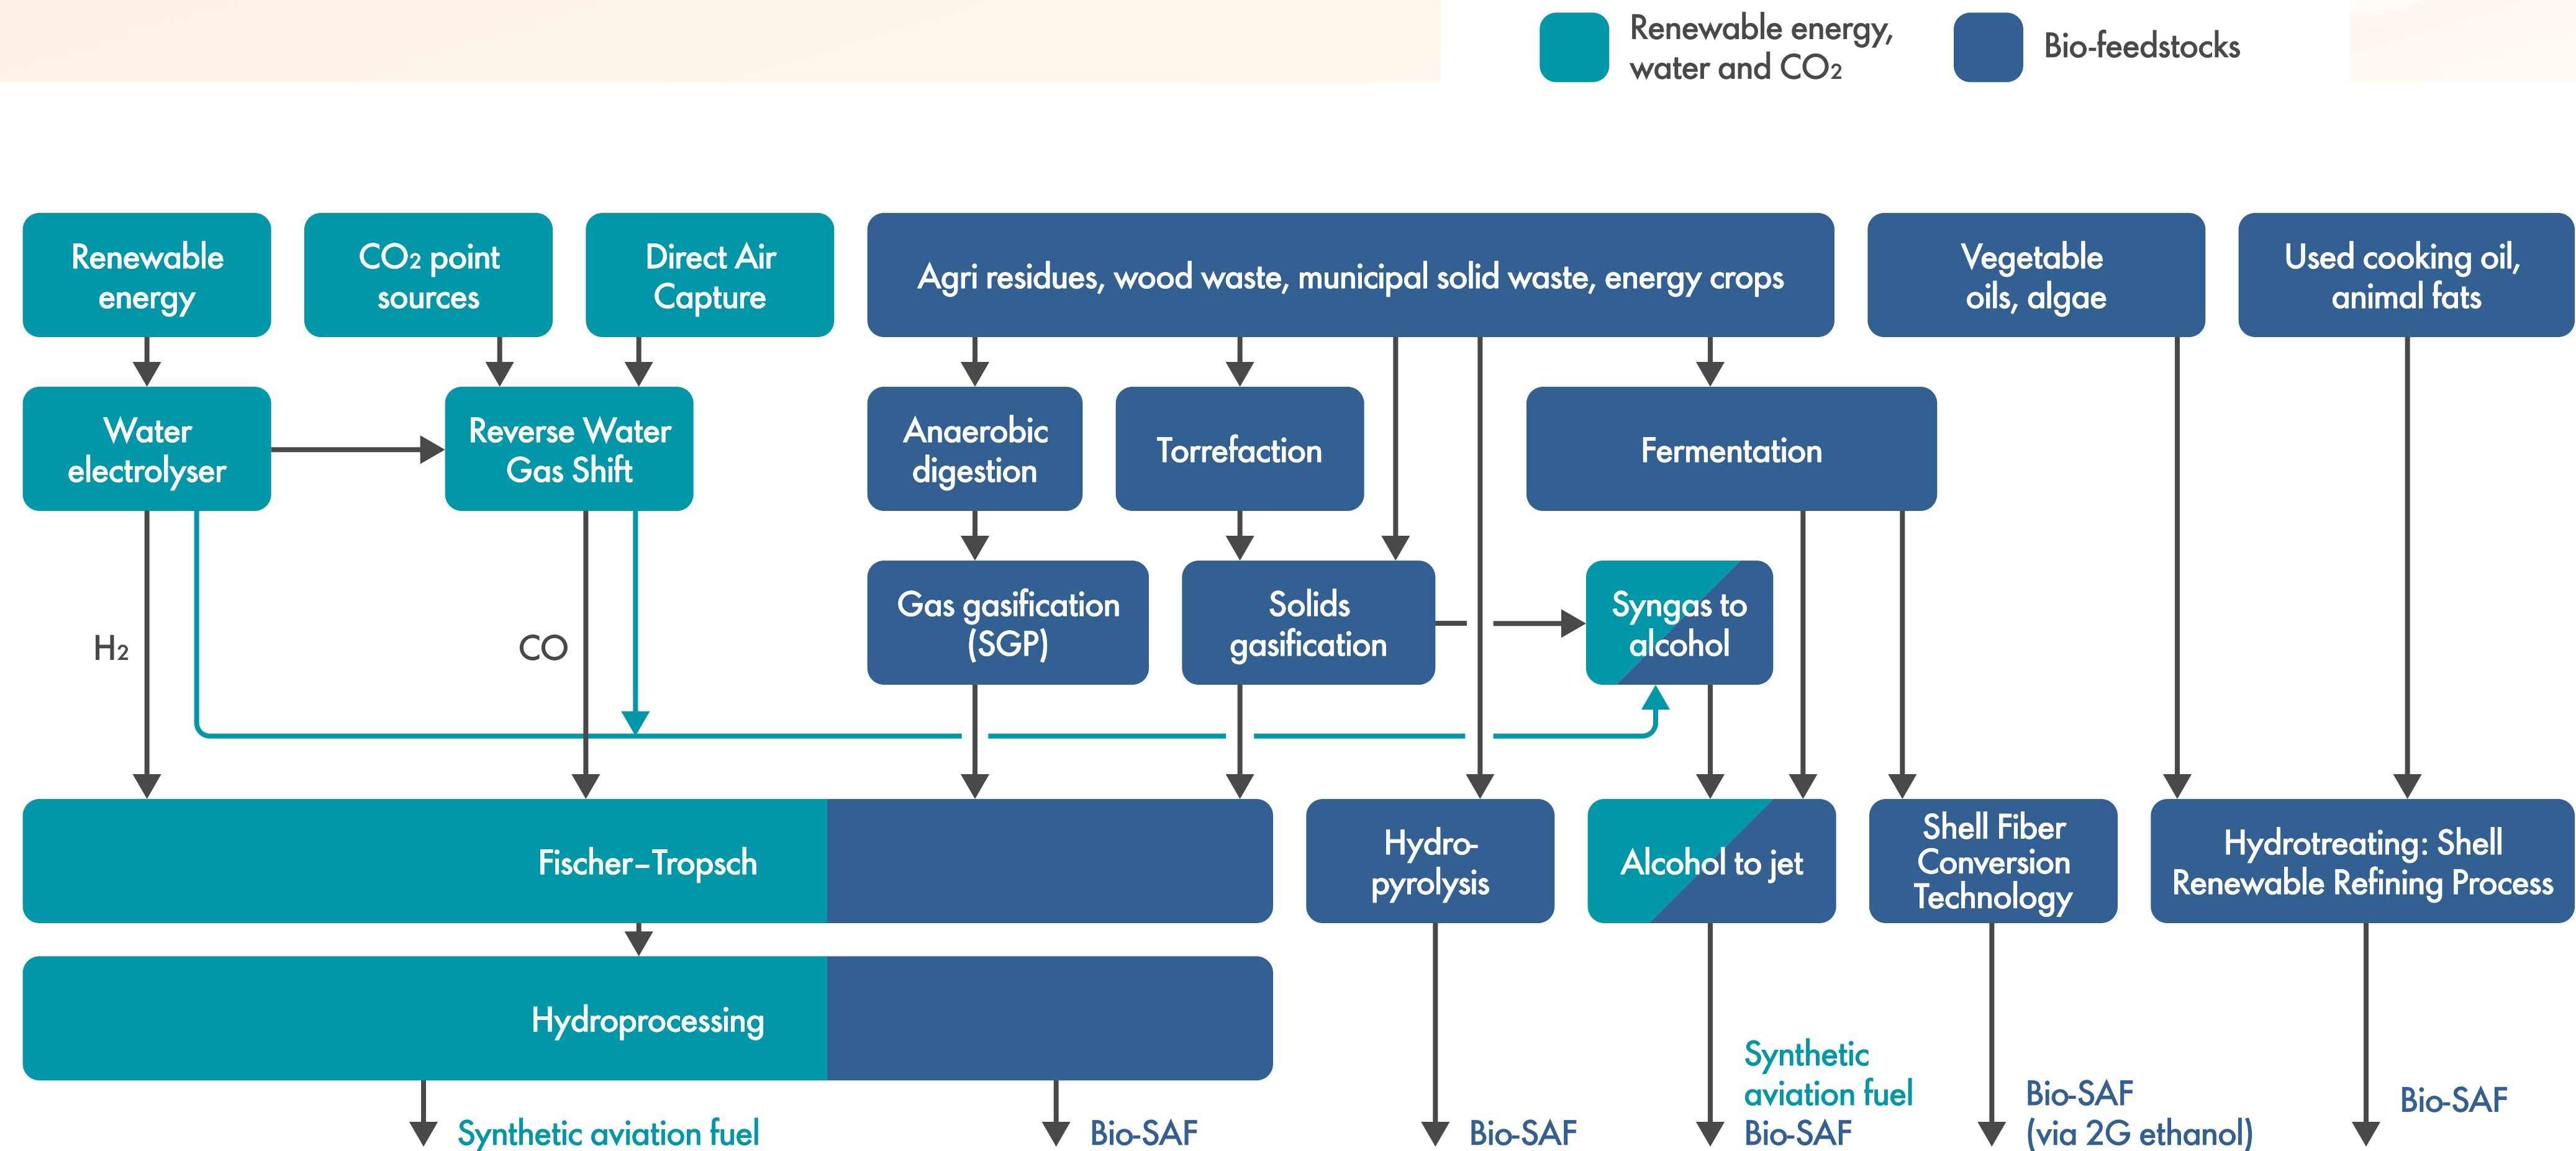 Renewable energy,
water and CO₂
Bio-feedstocks
Renewable
energy
CO₂ point
sources
Direct Air
Capture
Agri residues, wood waste, municipal solid waste, energy crops
Vegetable
oils, algae
Used cooking oil,
animal fats
Water
electrolyser
Reverse Water
Gas Shift
Anaerobic
digestion
Torrefaction
Fermentation
Gas gasification
(SGP)
Solids
gasification
Syngas to
alcohol
H₂
CO
Fischer–Tropsch
Hydro-
pyrolysis
Alcohol to jet
Shell Fiber
Conversion
Technology
Hydrotreating: Shell
Renewable Refining Process
Hydroprocessing
Synthetic aviation fuel
Bio-SAF
Bio-SAF
Synthetic
aviation fuel
Bio-SAF
Bio-SAF
(via 2G ethanol)
Bio-SAF